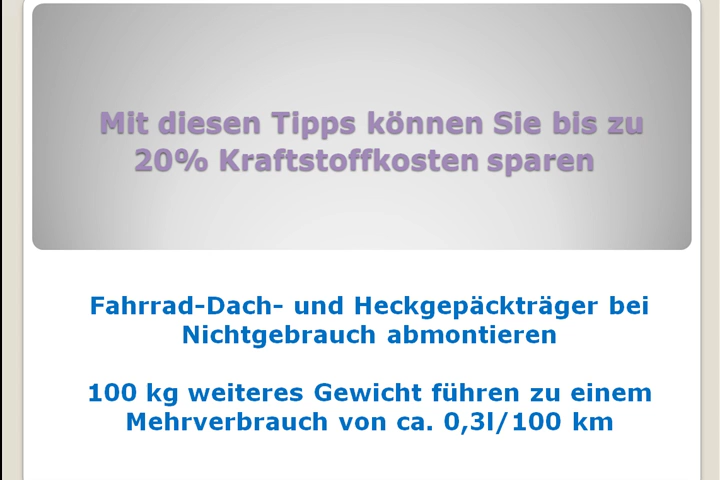 Mit diesen Tipps können Sie bis zu
20% Kraftstoffkosten sparen
Fahrrad-Dach- und Heckgepäckträger bei
Nichtgebrauch abmontieren
100 kg weiteres Gewicht führen zu einem
Mehrverbrauch von ca. 0,3l/100 km